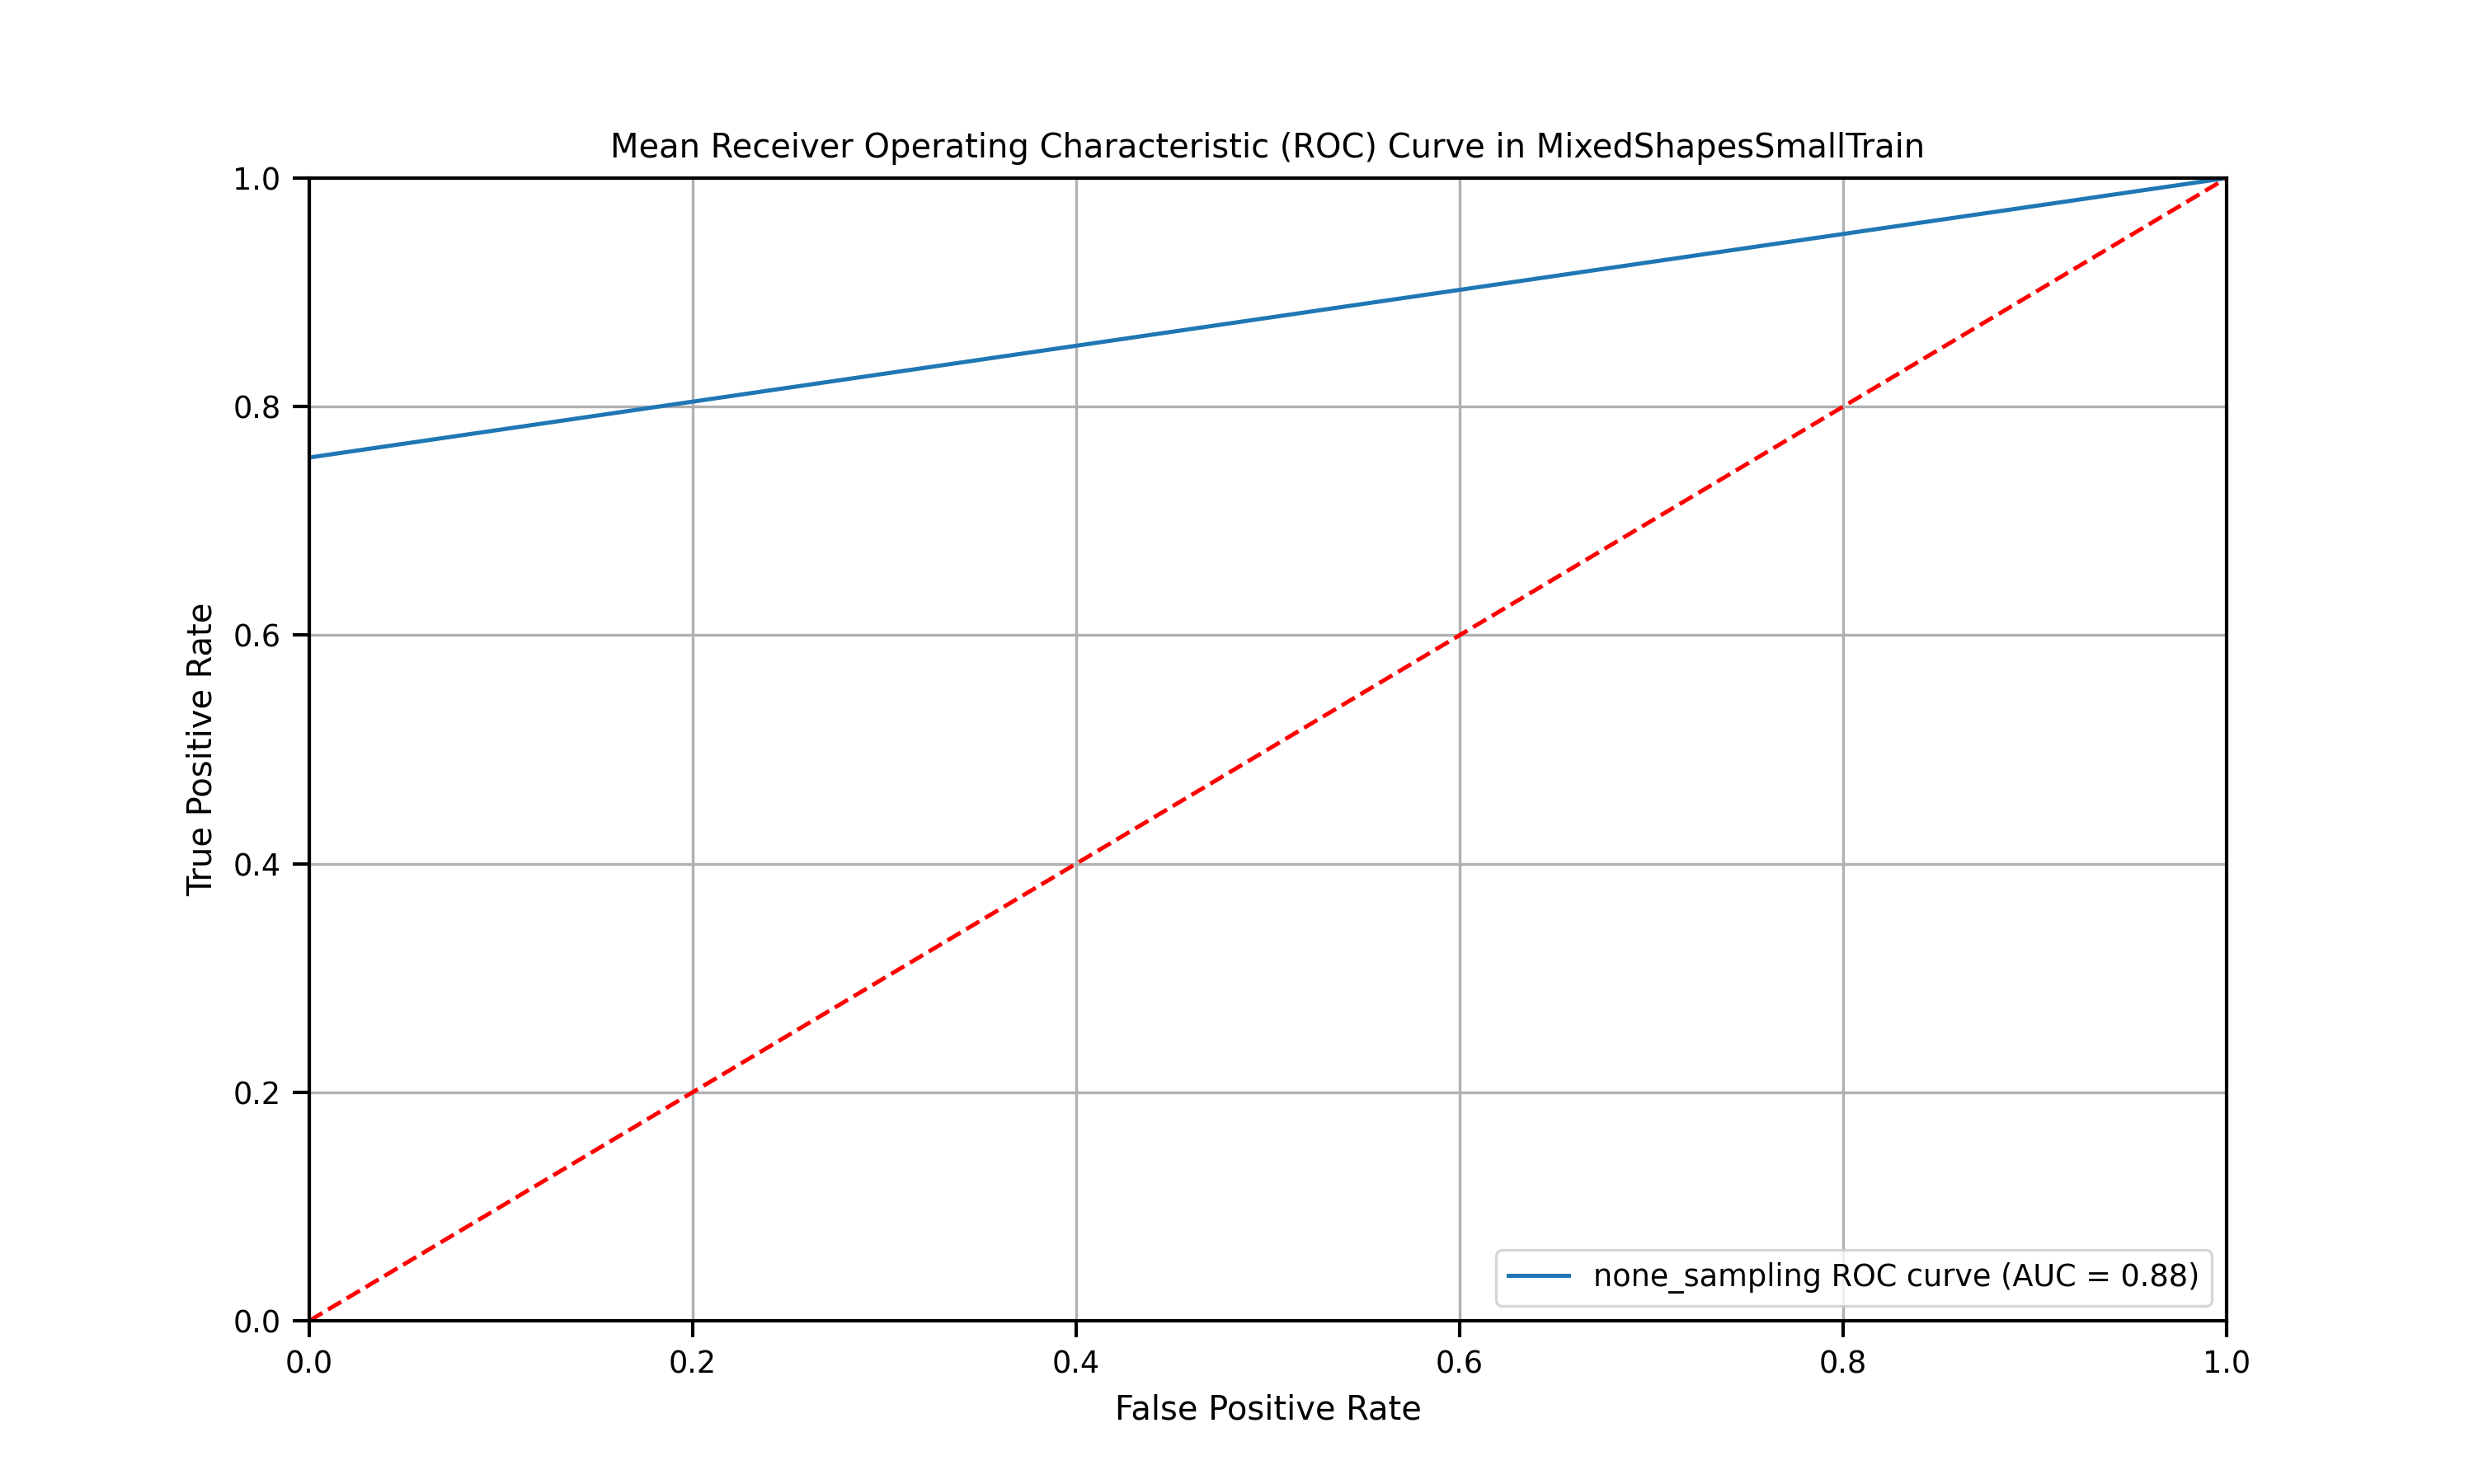 Mean Receiver Operating Characteristic (ROC) Curve in MixedShapesSmallTrain
1.0
0.8
0.6
0.4
0.2
0.0
True Positive Rate
none_sampling ROC curve (AUC = 0.88)
0.0 0.2 0.4 0.6 0.8 1.0
False Positive Rate